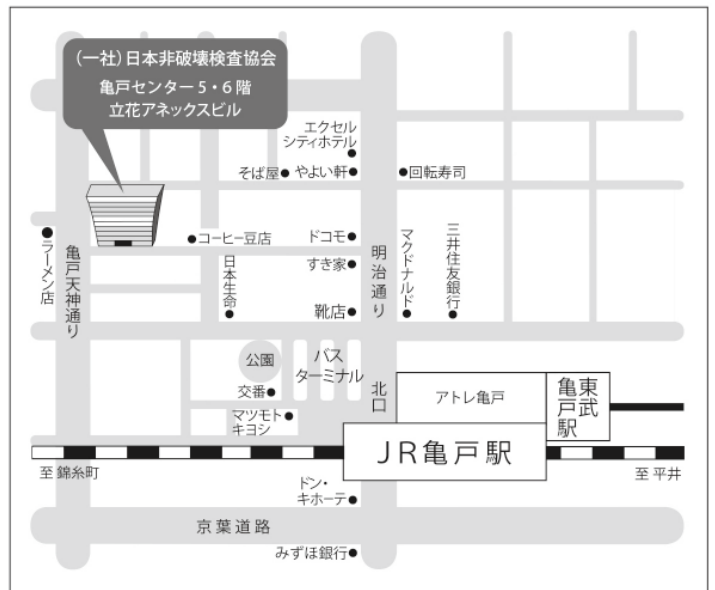 （一社）日本非破壊検査協会
亀戸センター５・６階
立花アネックスビル
エクセル
シティホテル
そば屋
やよい軒
回転寿司
ラーメン店
亀戸天神通り
コーヒー豆店
日本生命
ドコモ
すき家
靴店
明治通り
マクドナルド
三井住友銀行
公園
バス
ターミナル
交番
マツモト
キヨシ
北口
アトレ亀戸
東武
亀戸駅
JR亀戸駅
至 錦糸町
至 平井
ドン・
キホーテ
京葉道路
みずほ銀行